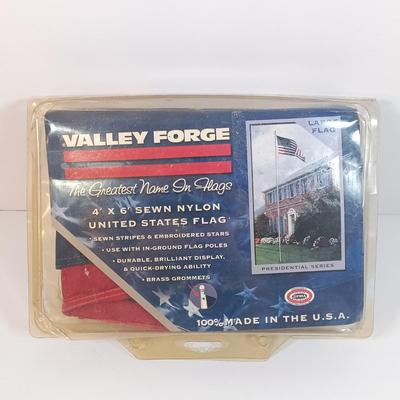 VALLEY FORGE
The Greatest Name In Flags
4' X 6' SEWN NYLON
UNITED STATES FLAG
• SEWN STRIPES & EMBROIDERED STARS
• USE WITH IN-GROUND FLAG POLES
• DURABLE, BRILLIANT DISPLAY,
& QUICK-DRYING ABILITY
• BRASS GROMMETS
LARGE
FLAG
PRESIDENTIAL SERIES
100% MADE IN THE U.S.A.